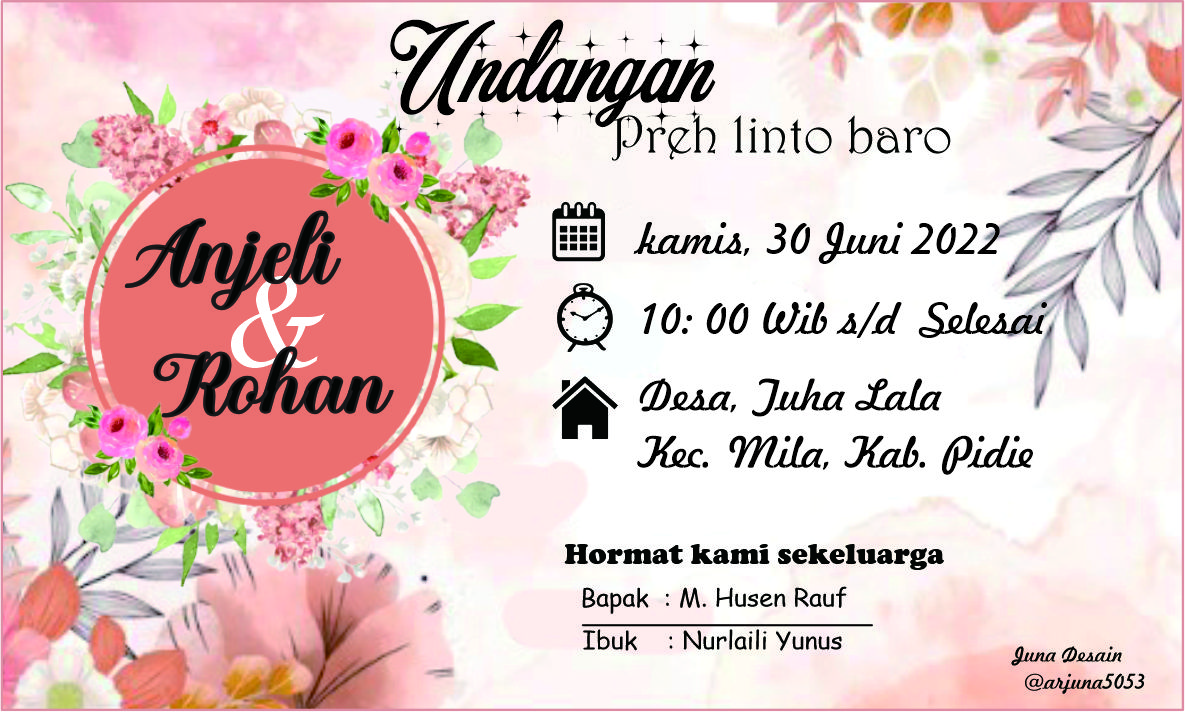 Undangan
Preh linto baro
Anjeli
&
Rohan
kamis, 30 Juni 2022
10: 00 Wib s/d Selesai
Desa, Tuha Lala
Kec. Mila, Kab. Pidie
Hormat kami sekeluarga
Bapak : M. Husen Rauf
Ibuk : Nurlaili Yunus
Juna Desain
@arjuna5053